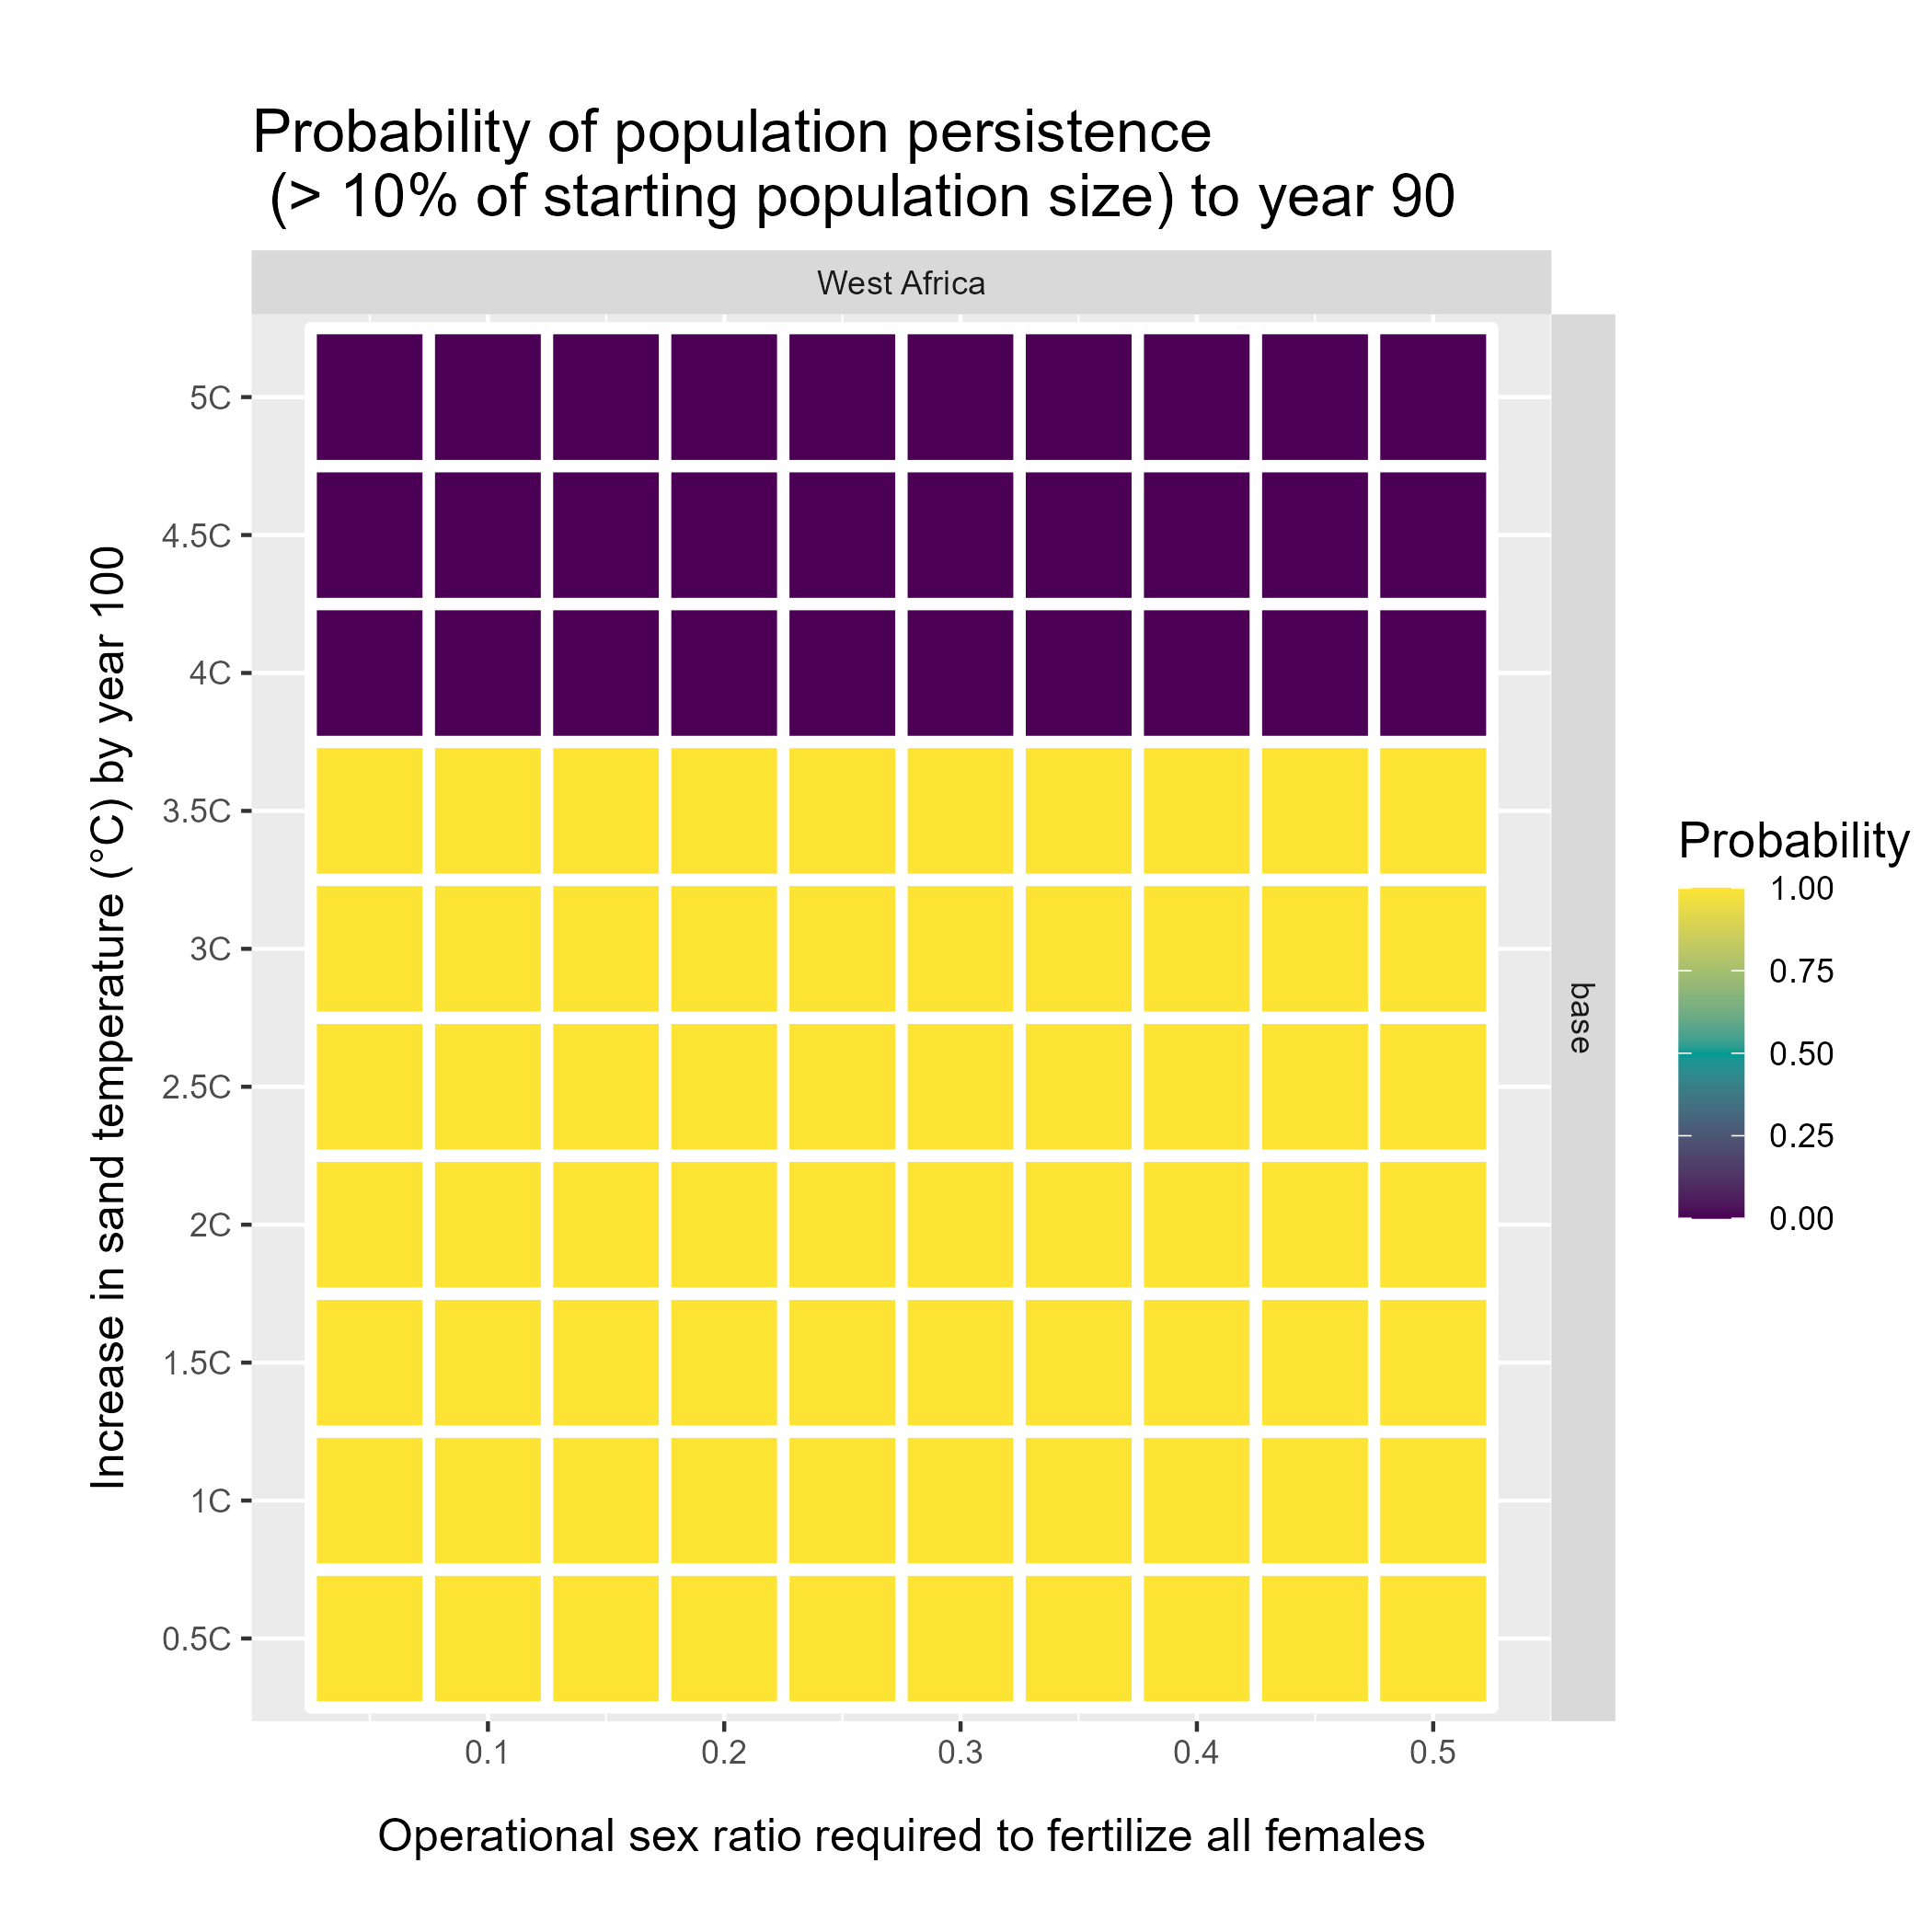 Probability of population persistence
(> 10% of starting population size) to year 90
West Africa
base
Increase in sand temperature (°C) by year 100
5C
4.5C
4C
3.5C
3C
2.5C
2C
1.5C
1C
0.5C
0.1
0.2
0.3
0.4
0.5
Operational sex ratio required to fertilize all females
Probability
1.00
0.75
0.50
0.25
0.00